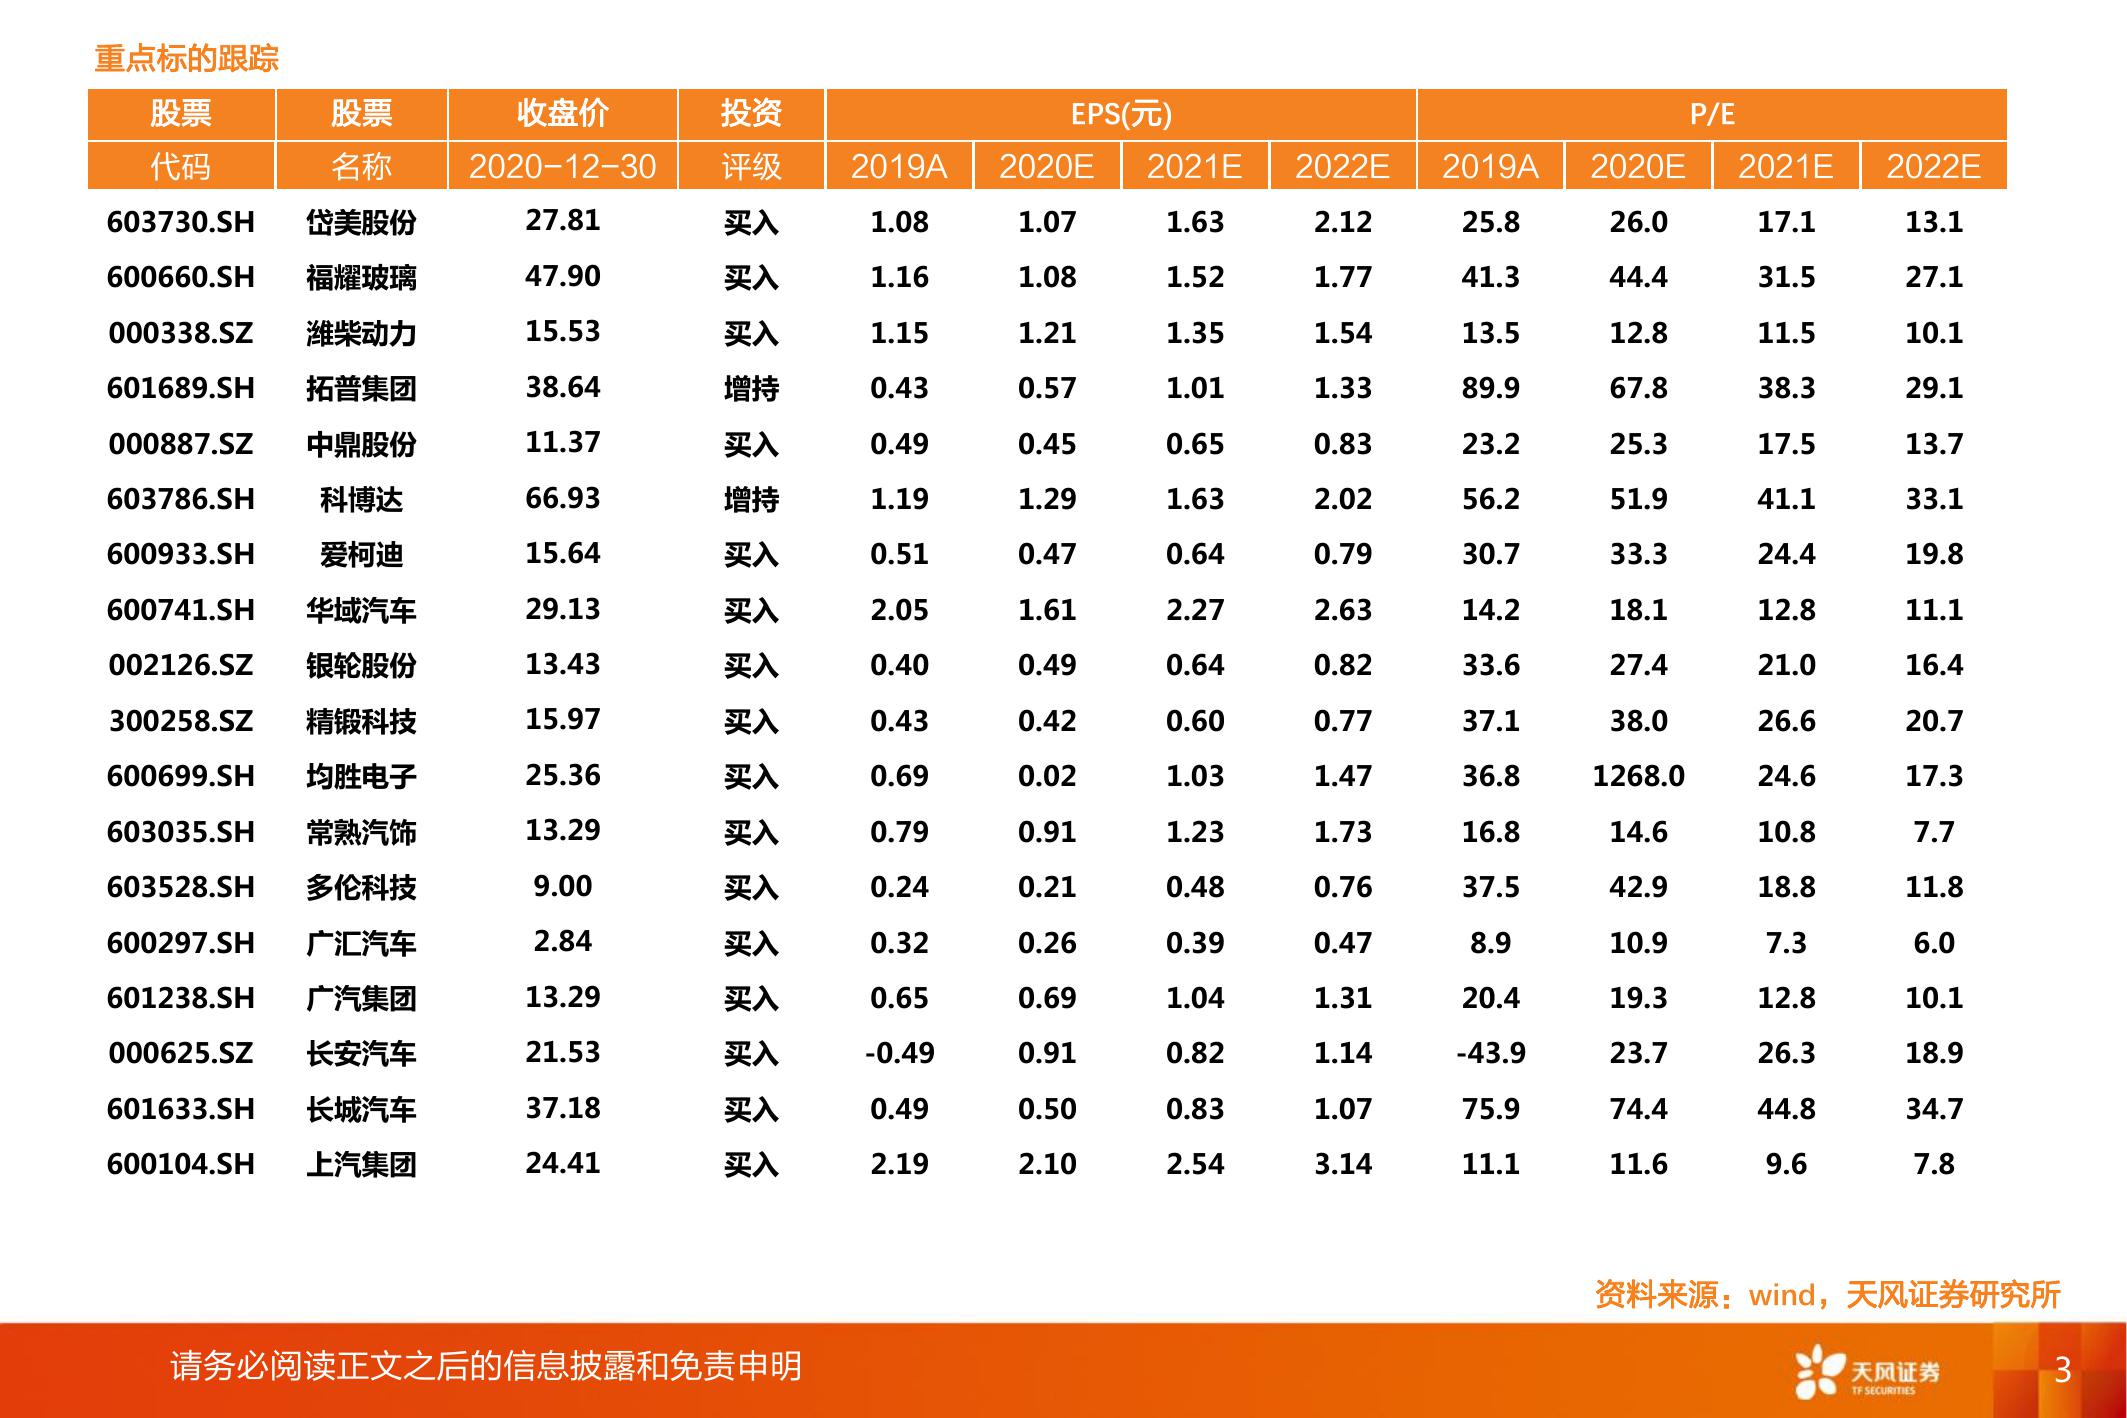 重点标的跟踪
股票 股票 收盘价 投资 EPS(元) P/E
代码 名称 2020-12-30 评级 2019A 2020E 2021E 2022E 2019A 2020E 2021E 2022E
603730.SH 岱美股份 27.81 买入 1.08 1.07 1.63 2.12 25.8 26.0 17.1 13.1
600660.SH 福耀玻璃 47.90 买入 1.16 1.08 1.52 1.77 41.3 44.4 31.5 27.1
000338.SZ 潍柴动力 15.53 买入 1.15 1.21 1.35 1.54 13.5 12.8 11.5 10.1
601689.SH 拓普集团 38.64 增持 0.43 0.57 1.01 1.33 89.9 67.8 38.3 29.1
000887.SZ 中鼎股份 11.37 买入 0.49 0.45 0.65 0.83 23.2 25.3 17.5 13.7
603786.SH 科博达 66.93 增持 1.19 1.29 1.63 2.02 56.2 51.9 41.1 33.1
600933.SH 爱柯迪 15.64 买入 0.51 0.47 0.64 0.79 30.7 33.3 24.4 19.8
600741.SH 华域汽车 29.13 买入 2.05 1.61 2.27 2.63 14.2 18.1 12.8 11.1
002126.SZ 银轮股份 13.43 买入 0.40 0.49 0.64 0.82 33.6 27.4 21.0 16.4
300258.SZ 精锻科技 15.97 买入 0.43 0.42 0.60 0.77 37.1 38.0 26.6 20.7
600699.SH 均胜电子 25.36 买入 0.69 0.02 1.03 1.47 36.8 1268.0 24.6 17.3
603035.SH 常熟汽饰 13.29 买入 0.79 0.91 1.23 1.73 16.8 14.6 10.8 7.7
603528.SH 多伦科技 9.00 买入 0.24 0.21 0.48 0.76 37.5 42.9 18.8 11.8
600297.SH 广汇汽车 2.84 买入 0.32 0.26 0.39 0.47 8.9 10.9 7.3 6.0
601238.SH 广汽集团 13.29 买入 0.65 0.69 1.04 1.31 20.4 19.3 12.8 10.1
000625.SZ 长安汽车 21.53 买入 -0.49 0.91 0.82 1.14 -43.9 23.7 26.3 18.9
601633.SH 长城汽车 37.18 买入 0.49 0.50 0.83 1.07 75.9 74.4 44.8 34.7
600104.SH 上汽集团 24.41 买入 2.19 2.10 2.54 3.14 11.1 11.6 9.6 7.8
资料来源：wind，天风证券研究所
请务必阅读正文之后的信息披露和免责申明
天风证券
TF SECURITIES
3